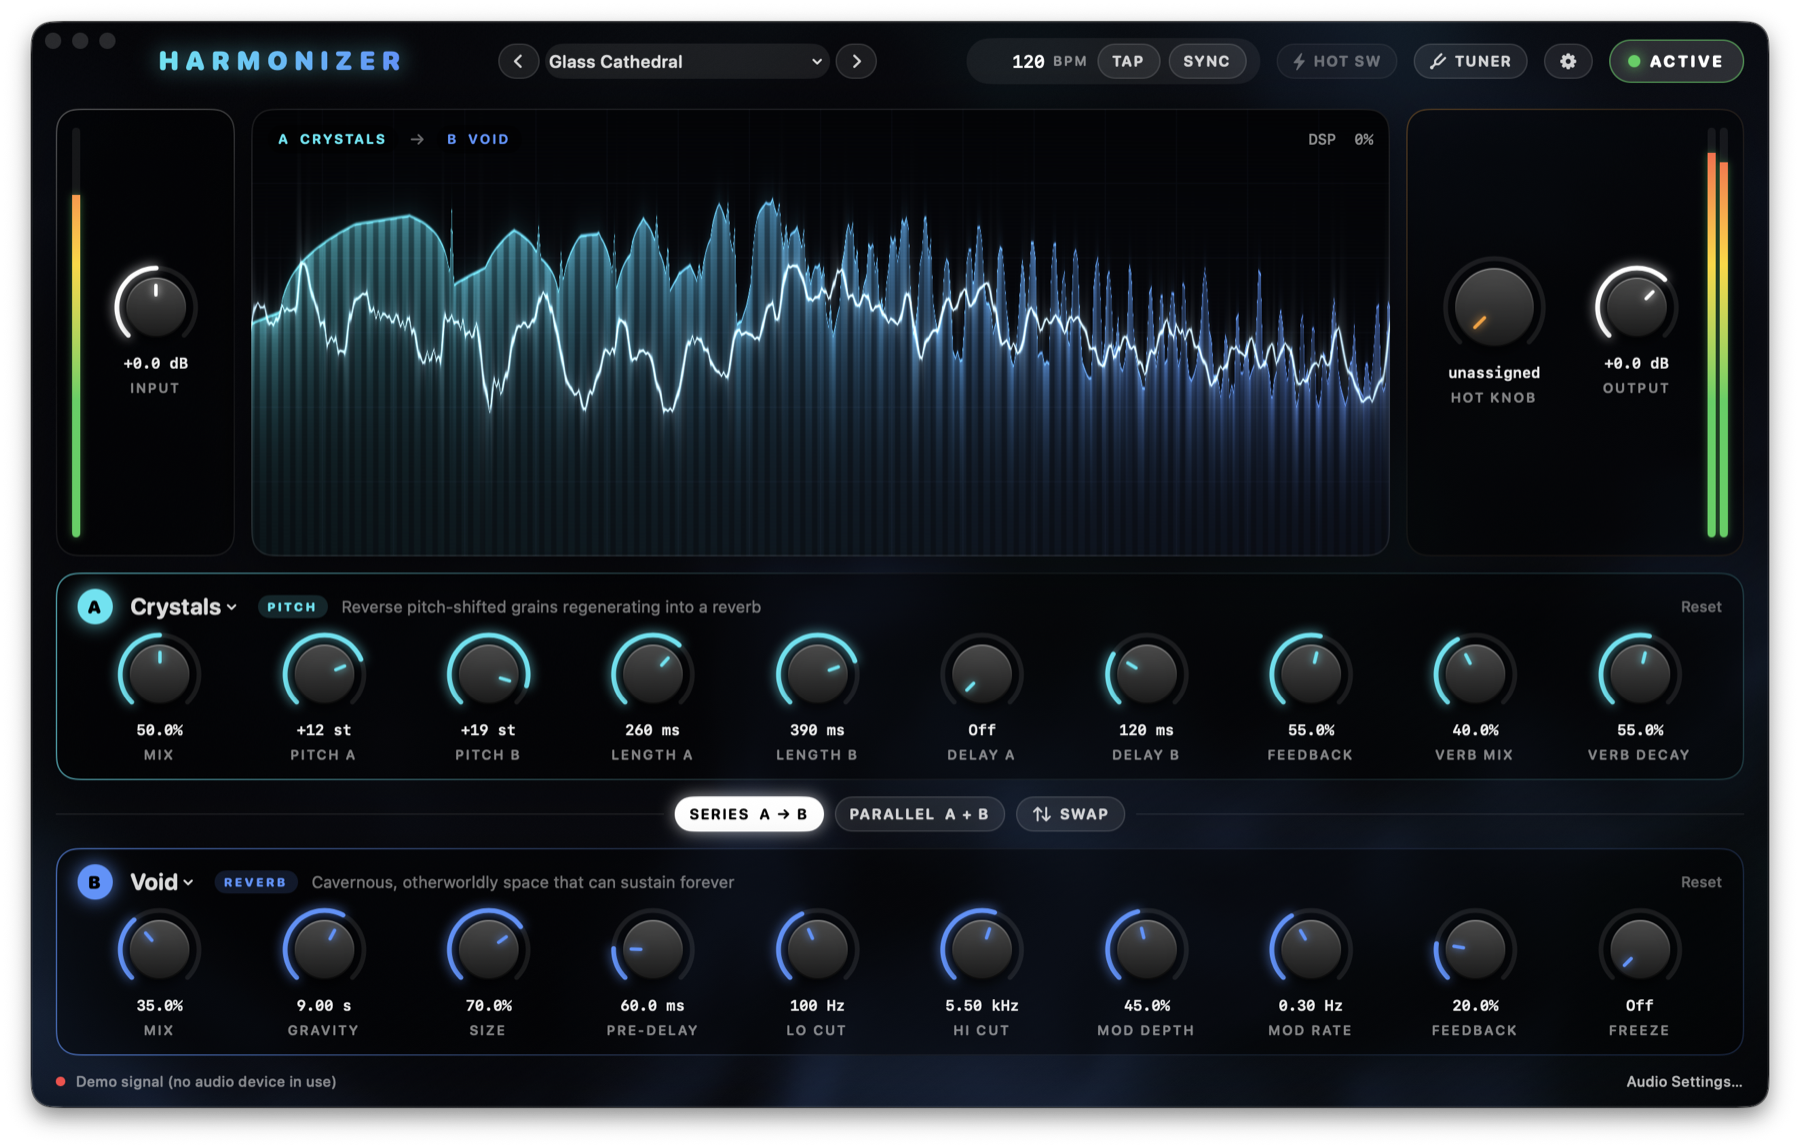 HARMONIZER
Glass Cathedral
120 BPM TAP SYNC
HOT SW
TUNER
ACTIVE
A CRYSTALS → B VOID
DSP 0%
+0.0 dB
INPUT
unassigned
HOT KNOB
+0.0 dB
OUTPUT
A Crystals PITCH Reverse pitch-shifted grains regenerating into a reverb Reset
50.0% +12 st +19 st 260 ms 390 ms Off 120 ms 55.0% 40.0% 55.0%
MIX PITCH A PITCH B LENGTH A LENGTH B DELAY A DELAY B FEEDBACK VERB MIX VERB DECAY
SERIES A → B PARALLEL A + B SWAP
B Void REVERB Cavernous, otherworldly space that can sustain forever Reset
35.0% 9.00 s 70.0% 60.0 ms 100 Hz 5.50 kHz 45.0% 0.30 Hz 20.0% Off
MIX GRAVITY SIZE PRE-DELAY LO CUT HI CUT MOD DEPTH MOD RATE FEEDBACK FREEZE
Demo signal (no audio device in use) Audio Settings...